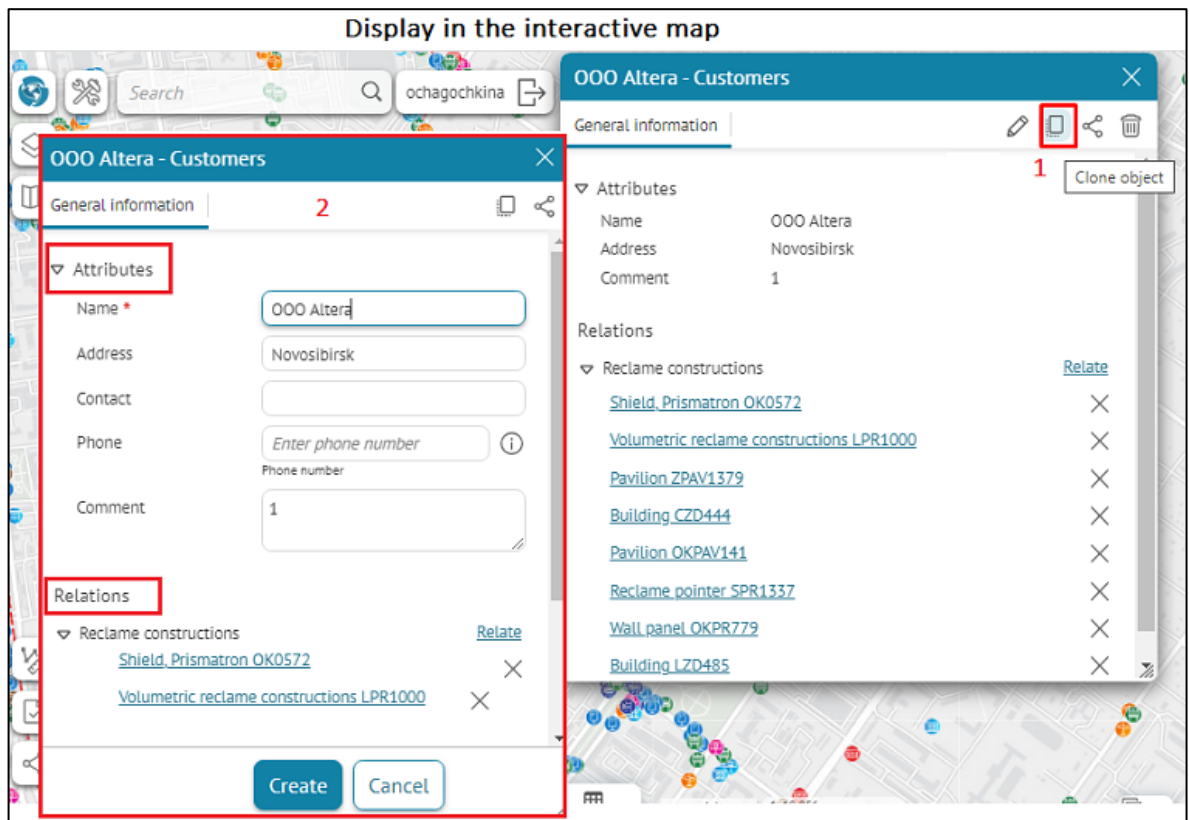 Display in the interactive map
Search
ochagochkina
OOO Altera - Customers
General information
1
Clone object
Attributes
Name OOO Altera
Address Novosibirsk
Comment 1
Relations
Reclame constructions Relate
Shield, Prismatron OK0572
Volumetric reclame constructions LPR1000
Pavilion ZPAV1379
Building CZD444
Pavilion OKPAV141
Reclame pointer SPR1337
Wall panel OKPR779
Building LZD485
OOO Altera - Customers
General information
2
Attributes
Name * OOO Altera
Address Novosibirsk
Contact
Phone Enter phone number
Phone number
Comment 1
Relations
Reclame constructions Relate
Shield, Prismatron OK0572
Volumetric reclame constructions LPR1000
Create Cancel